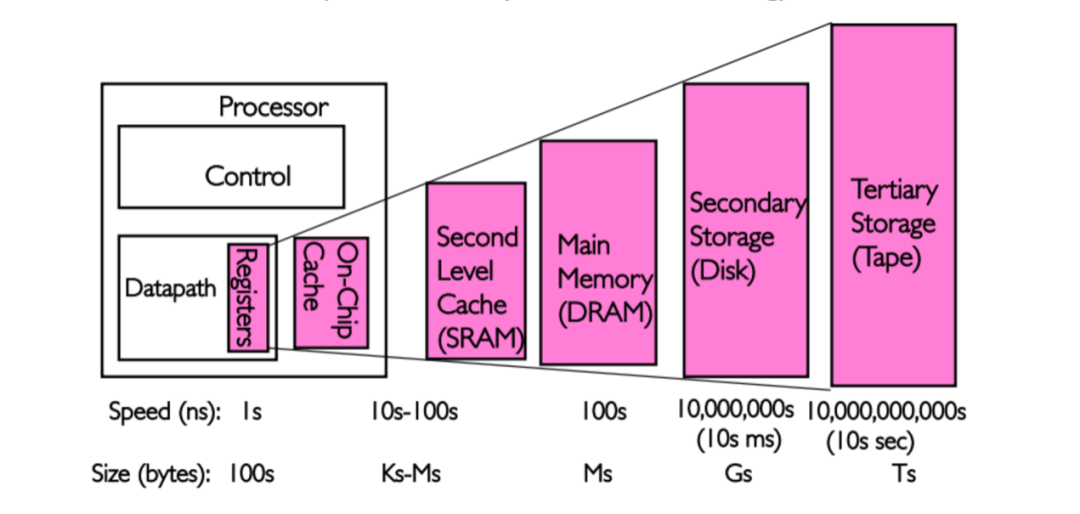 Processor
Control
Datapath
Registers
On-Chip
Cache
Second
Level
Cache
(SRAM)
Main
Memory
(DRAM)
Secondary
Storage
(Disk)
Tertiary
Storage
(Tape)
Speed (ns): 1s 10s-100s 100s 10,000,000s 10,000,000,000s
(10s ms) (10s sec)
Size (bytes): 100s Ks-Ms Ms Gs Ts